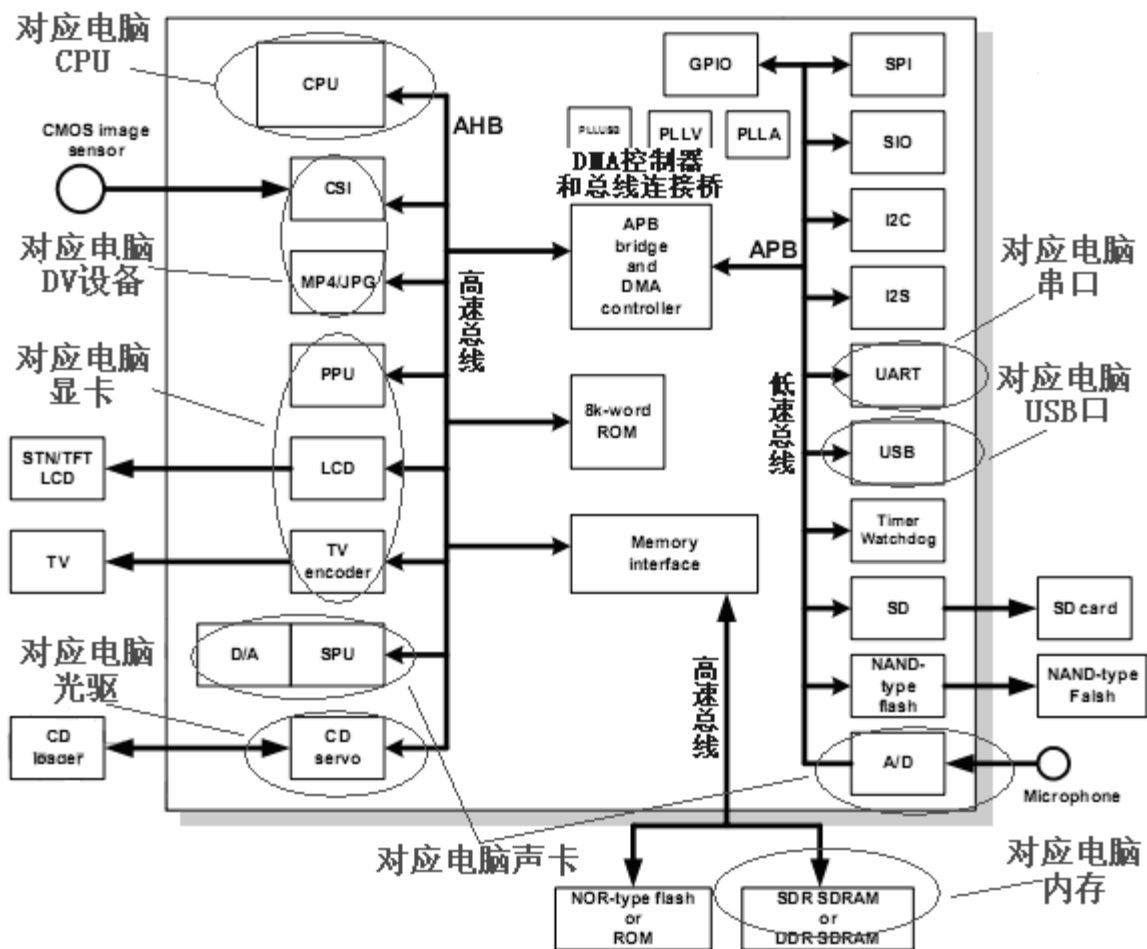 对应电脑
CPU
CPU
CMOS image
sensor
CSI
对应电脑
DV设备
MP4/JPG
AHB
高速总线
对应电脑
显卡
PPU
STN/TFT
LCD
LCD
TV
TV
encoder
D/A
SPU
对应电脑
光驱
CD
loader
CD
servo
对应电脑声卡
GPIO
PLLUSB
PLLV
PLLA
DMA控制器
和总线连接桥
APB
bridge
and
DMA
controller
APB
8k-word
ROM
低速总线
Memory
interface
高速总线
SPI
SIO
I2C
I2S
对应电脑
串口
UART
对应电脑
USB口
USB
Timer
Watchdog
SD
SD card
NAND-
type
flash
NAND-type
Falsh
A/D
Microphone
NOR-type flash
or
ROM
SDR SDRAM
or
DDR SDRAM
对应电脑
内存